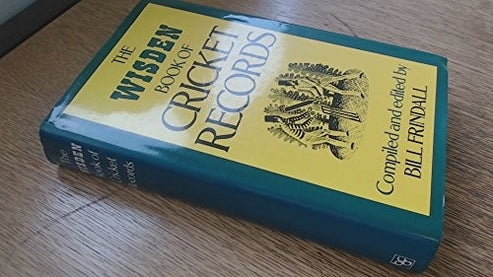 THE
WISDEN
BOOK OF
CRICKET
RECORDS
Compiled and edited by
BILL FRINDALL
The
WISDEN
Book of
Cricket
Records